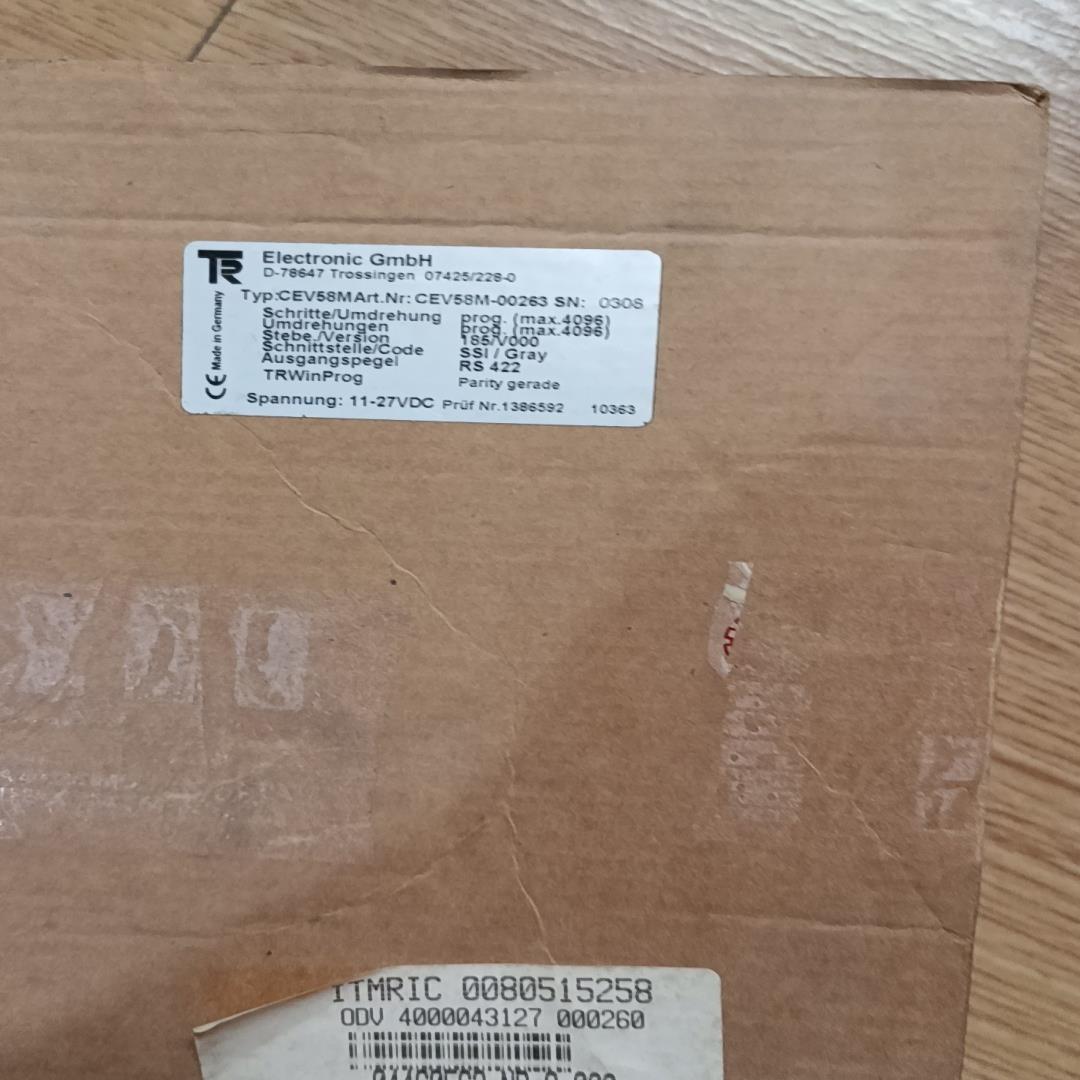 TR Electronic GmbH
D-78647 Trossingen 07425/228-0
Typ:CEV58M Art.Nr: CEV58M-00263 SN: 0308
Schritte/Umdrehung prog. (max.4096)
Umdrehungen prog. (max.4096)
Stebe./Version 185/V000
Schnittstelle/Code SSI / Gray
Ausgangspegel RS 422
TRWinProg Parity gerade
Spannung: 11-27VDC Prüf Nr.1386592 10363
CE Made in Germany
ITMRIC 0080515258
ODV 4000043127 000260